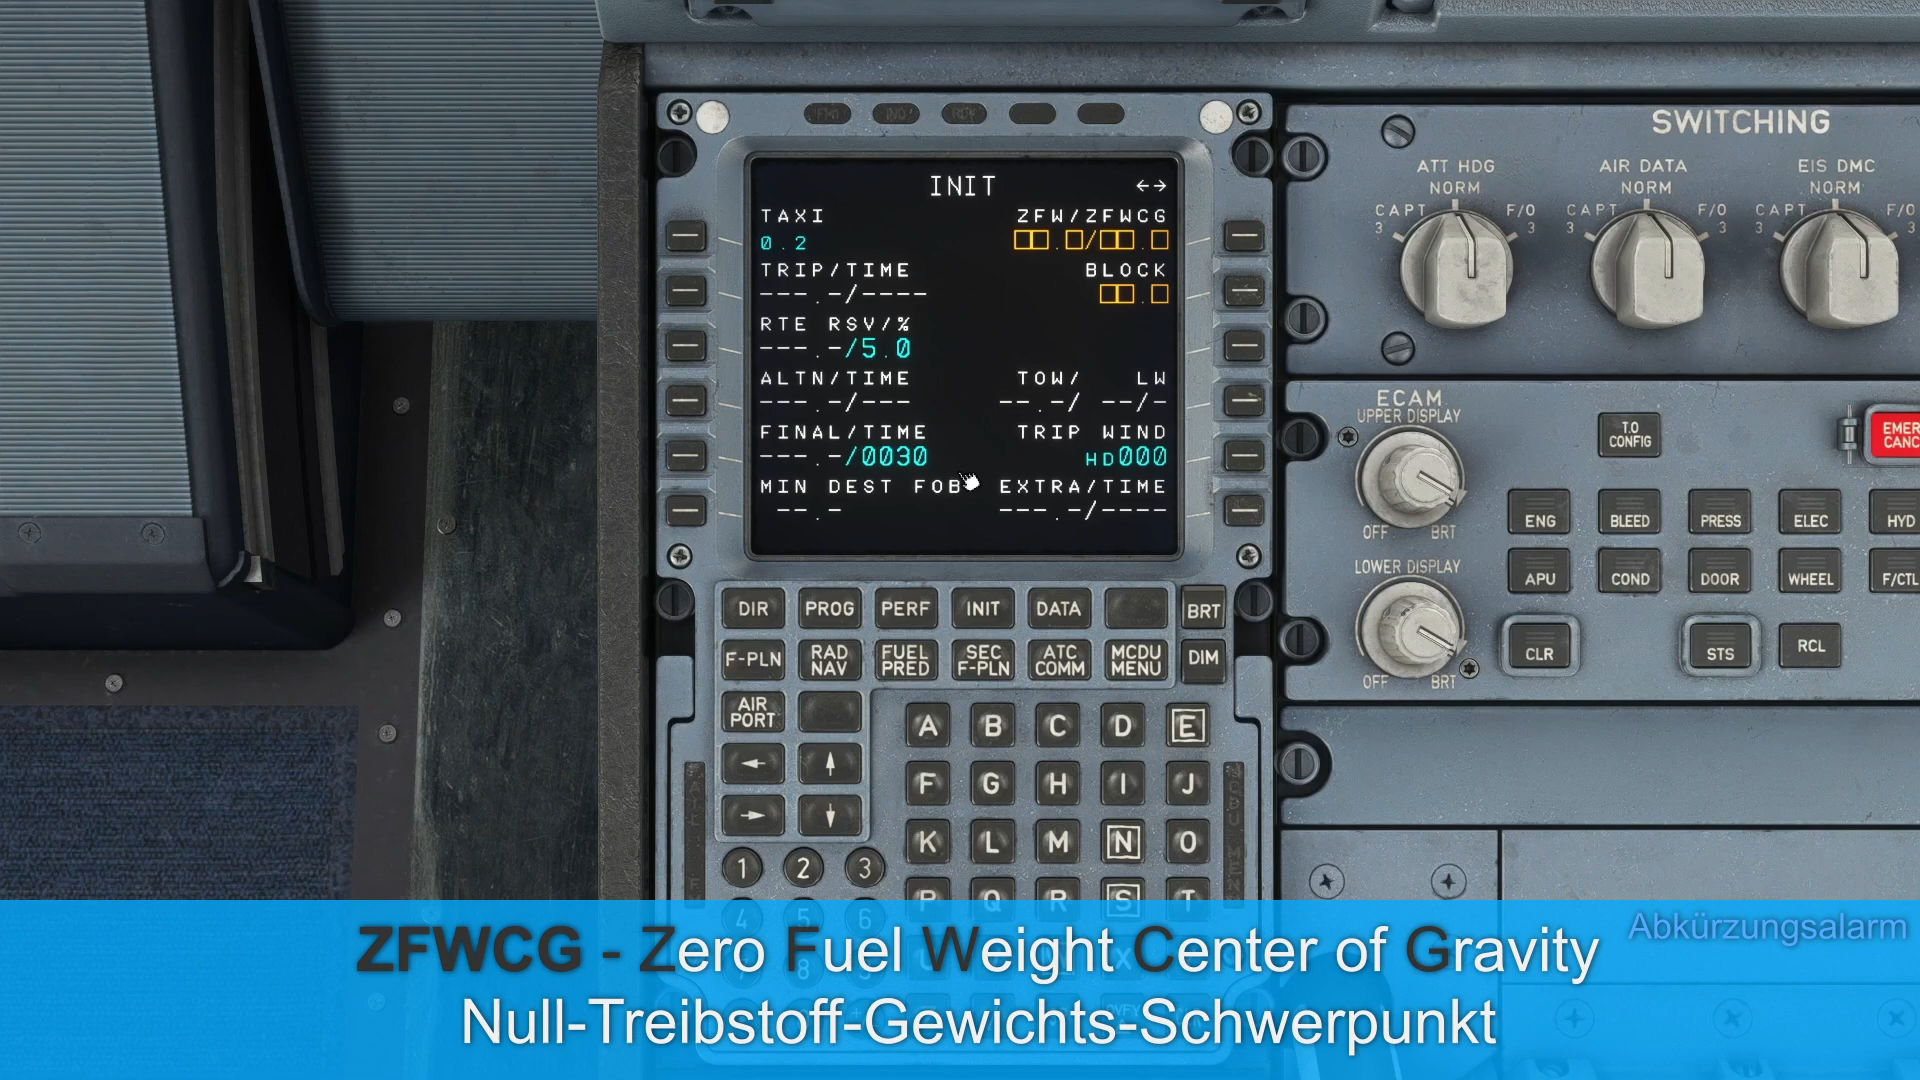 INIT ←→
TAXI ZFW/ZFWCG
0.2 □□.□/□□.□
TRIP/TIME BLOCK
---.-/---- □□.□
RTE RSV/%
---.-/5.0
ALTN/TIME TOW/ LW
---.-/--- --.-/ --/-
FINAL/TIME TRIP WIND
---.-/0030 HD000
MIN DEST FOB EXTRA/TIME
--.- ---.-/----
DIR PROG PERF INIT DATA BRT
F-PLN RAD NAV FUEL PRED SEC F-PLN ATC COMM MCDU MENU DIM
AIR PORT
← ↑
→ ↓
A B C D E
F G H I J
K L M N O
P Q R S T
1 2 3
4 5 6
SWITCHING
ATT HDG AIR DATA EIS DMC
NORM NORM NORM
CAPT F/O CAPT F/O CAPT F/O
3 3 3 3 3 3
ECAM
UPPER DISPLAY
OFF BRT
LOWER DISPLAY
OFF BRT
T.O CONFIG
EMER
CANC
ENG BLEED PRESS ELEC HYD
APU COND DOOR WHEEL F/CTL
CLR STS RCL
Abkürzungsalarm
ZFWCG - Zero Fuel Weight Center of Gravity
Null-Treibstoff-Gewichts-Schwerpunkt